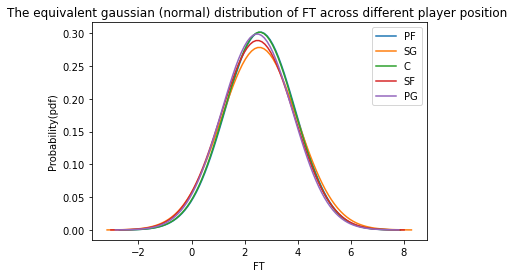 The equivalent gaussian (normal) distribution of FT across different player position
PF
SG
C
SF
PG
Probability(pdf)
0.30
0.25
0.20
0.15
0.10
0.05
0.00
−2
0
2
4
6
8
FT